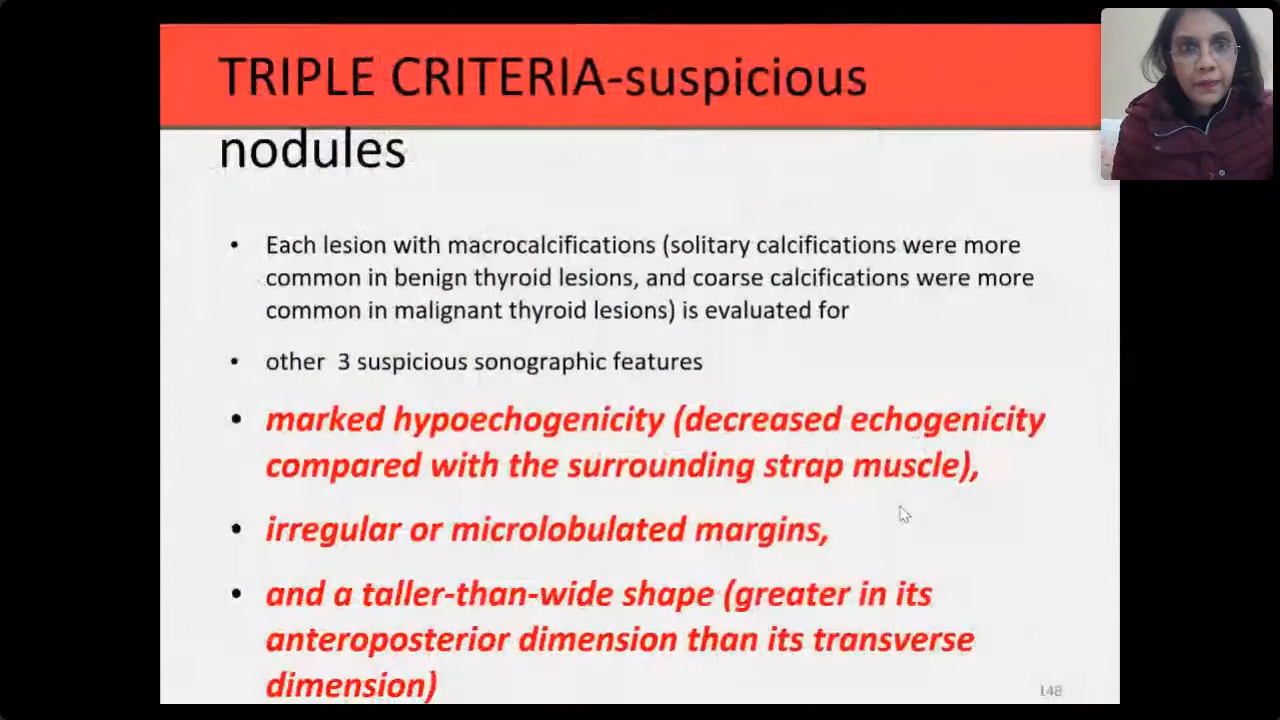 TRIPLE CRITERIA-suspicious
nodules
• Each lesion with macrocalcifications (solitary calcifications were more
common in benign thyroid lesions, and coarse calcifications were more
common in malignant thyroid lesions) is evaluated for
• other 3 suspicious sonographic features
• marked hypoechogenicity (decreased echogenicity
compared with the surrounding strap muscle),
• irregular or microlobulated margins,
• and a taller-than-wide shape (greater in its
anteroposterior dimension than its transverse
dimension)
148